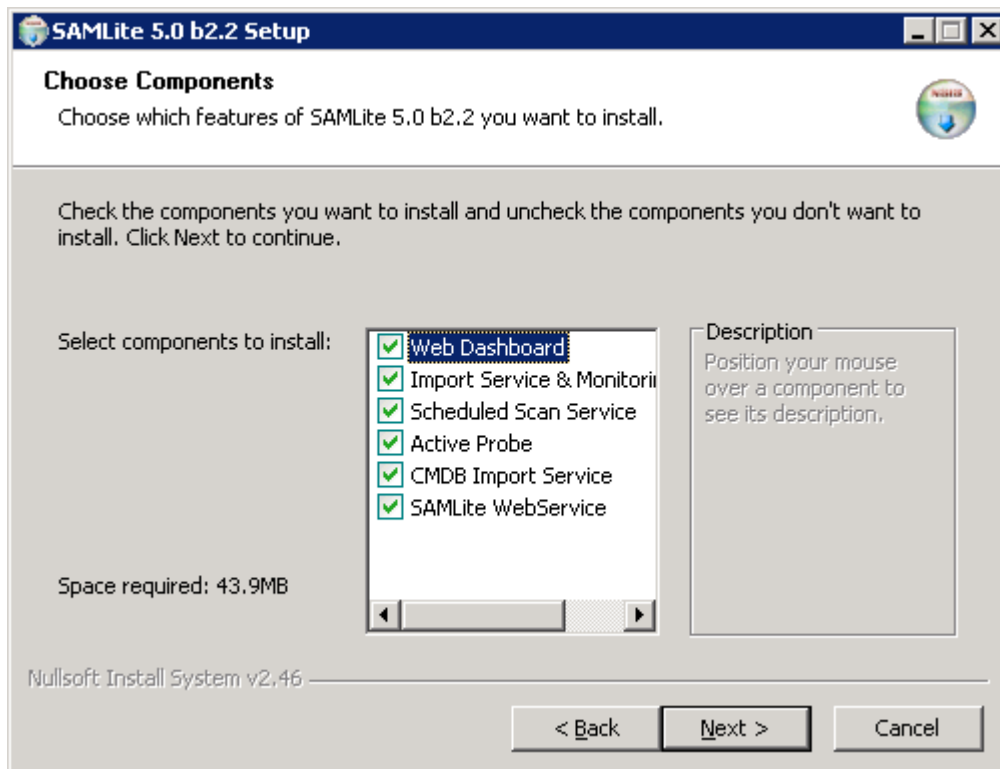 SAMLite 5.0 b2.2 Setup
Choose Components
Choose which features of SAMLite 5.0 b2.2 you want to install.
Check the components you want to install and uncheck the components you don't want to
install. Click Next to continue.
Select components to install:
Web Dashboard
Import Service & Monitorin
Scheduled Scan Service
Active Probe
CMDB Import Service
SAMLite WebService
Description
Position your mouse
over a component to
see its description.
Space required: 43.9MB
Nullsoft Install System v2.46
< Back
Next >
Cancel